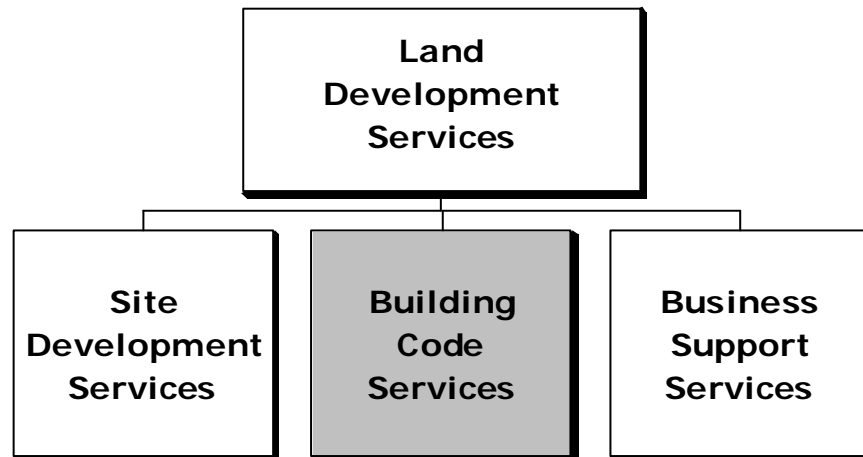 Land
Development
Services
Site
Development
Services
Building
Code
Services
Business
Support
Services